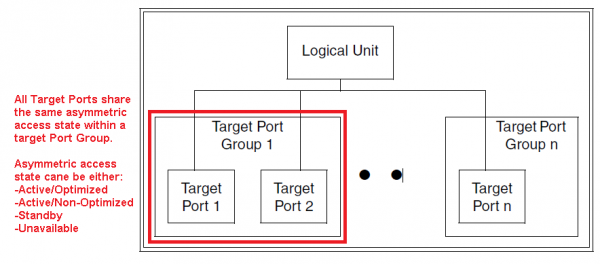 Logical Unit
All Target Ports share
the same asymmetric
access state within a
target Port Group.
Asymmetric access
state cane be either:
-Active/Optimized
-Active/Non-Optimized
-Standby
-Unavailable
Target Port
Group 1
Target
Port 1
Target
Port 2
Target Port
Group n
Target
Port n